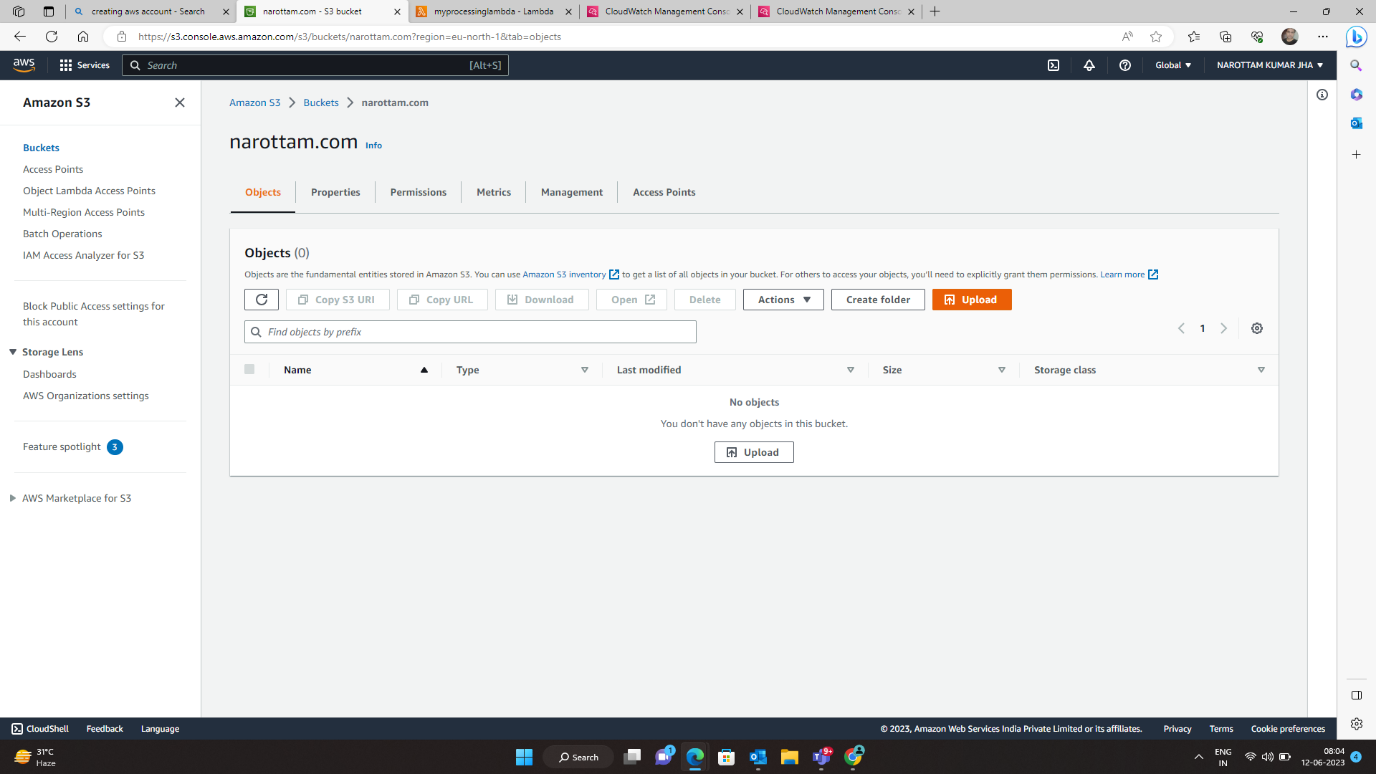 creating aws account - Search
narottam.com - S3 bucket
myprocessinglambda - Lambda
CloudWatch Management Conso
CloudWatch Management Conso
https://s3.console.aws.amazon.com/s3/buckets/narottam.com?region=eu-north-1&tab=objects
aws
Services
Search
[Alt+S]
Global
NAROTTAM KUMAR JHA
Amazon S3
Buckets
Access Points
Object Lambda Access Points
Multi-Region Access Points
Batch Operations
IAM Access Analyzer for S3
Block Public Access settings for
this account
Storage Lens
Dashboards
AWS Organizations settings
Feature spotlight 3
AWS Marketplace for S3
Amazon S3 > Buckets > narottam.com
narottam.com Info
Objects
Properties
Permissions
Metrics
Management
Access Points
Objects (0)
Objects are the fundamental entities stored in Amazon S3. You can use Amazon S3 inventory to get a list of all objects in your bucket. For others to access your objects, you'll need to explicitly grant them permissions. Learn more
Copy S3 URI
Copy URL
Download
Open
Delete
Actions
Create folder
Upload
Find objects by prefix
1
Name
Type
Last modified
Size
Storage class
No objects
You don't have any objects in this bucket.
Upload
CloudShell
Feedback
Language
© 2023, Amazon Web Services India Private Limited or its affiliates.
Privacy
Terms
Cookie preferences
31°C
Haze
Search
1
9+
ENG
IN
08:04
12-06-2023
4